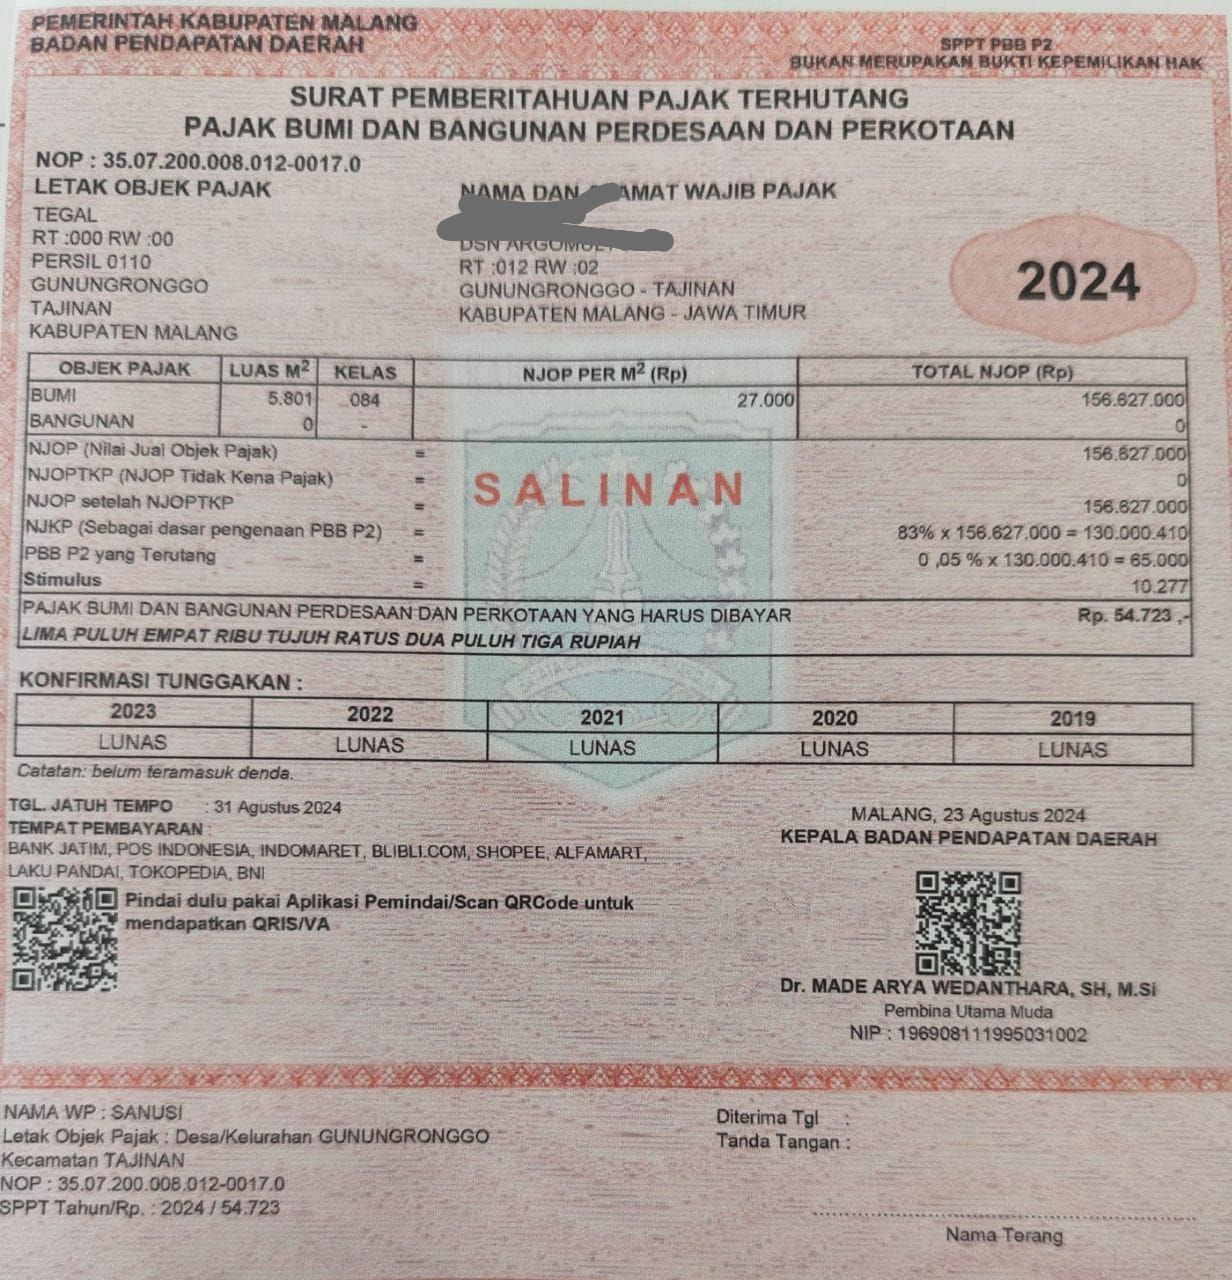 PEMERINTAH KABUPATEN MALANG
BADAN PENDAPATAN DAERAH
SPPT PBB P2
BUKAN MERUPAKAN BUKTI KEPEMILIKAN HAK
SURAT PEMBERITAHUAN PAJAK TERHUTANG
PAJAK BUMI DAN BANGUNAN PERDESAAN DAN PERKOTAAN
NOP : 35.07.200.008.012-0017.0
LETAK OBJEK PAJAK
TEGAL
RT :000 RW :00
PERSIL 0110
GUNUNGRONGGO
TAJINAN
KABUPATEN MALANG
NAMA DAN WAJIB PAJAK
DSN
RT :012 RW :02
GUNUNGRONGGO - TAJINAN
KABUPATEN MALANG - JAWA TIMUR
2024
OBJEK PAJAK LUAS M² KELAS NJOP PER M² (Rp) TOTAL NJOP (Rp)
BUMI 5.801 084 27.000 156.627.000
BANGUNAN 0 - 0
NJOP (Nilai Jual Objek Pajak) = 156.627.000
NJOPTKP (NJOP Tidak Kena Pajak) = 0
SALINAN
NJOP setelah NJOPTKP = 156.627.000
NJKP (Sebagai dasar pengenaan PBB P2) = 83% x 156.627.000 = 130.000.410
PBB P2 yang Terutang = 0 ,05 % x 130.000.410 = 65.000
Stimulus = 10.277
PAJAK BUMI DAN BANGUNAN PERDESAAN DAN PERKOTAAN YANG HARUS DIBAYAR Rp. 54.723 ,-
LIMA PULUH EMPAT RIBU TUJUH RATUS DUA PULUH TIGA RUPIAH
KONFIRMASI TUNGGAKAN :
2023 2022 2021 2020 2019
LUNAS LUNAS LUNAS LUNAS LUNAS
Catatan: belum teramasuk denda.
TGL. JATUH TEMPO : 31 Agustus 2024
TEMPAT PEMBAYARAN :
BANK JATIM, POS INDONESIA, INDOMARET, BLIBLI.COM, SHOPEE, ALFAMART,
LAKU PANDAI, TOKOPEDIA, BNI
Pindai dulu pakai Aplikasi Pemindai/Scan QRCode untuk
mendapatkan QRIS/VA
MALANG, 23 Agustus 2024
KEPALA BADAN PENDAPATAN DAERAH
Dr. MADE ARYA WEDANTHARA, SH, M.Si
Pembina Utama Muda
NIP : 196908111995031002
NAMA WP : SANUSI
Letak Objek Pajak : Desa/Kelurahan GUNUNGRONGGO
Kecamatan TAJINAN
NOP : 35.07.200.008.012-0017.0
SPPT Tahun/Rp. : 2024 / 54.723
Diterima Tgl :
Tanda Tangan :
Nama Terang